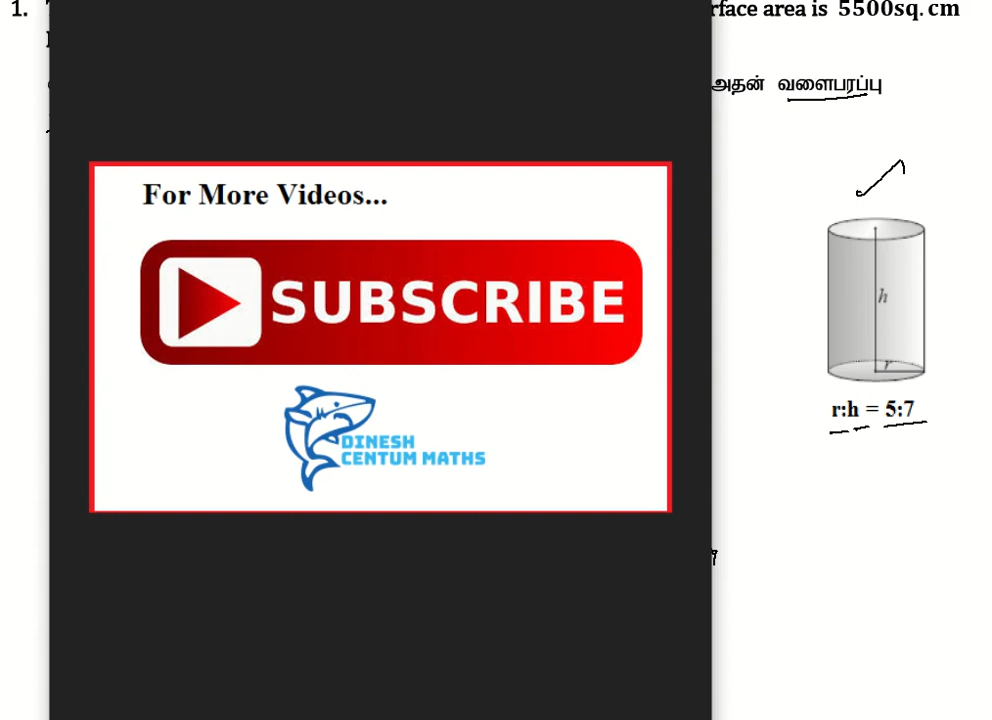 1.
rface area is 5500sq. cm
அதன் வளைபரப்பு
For More Videos...
SUBSCRIBE
DINESH
CENTUM MATHS
h
r
r:h = 5:7